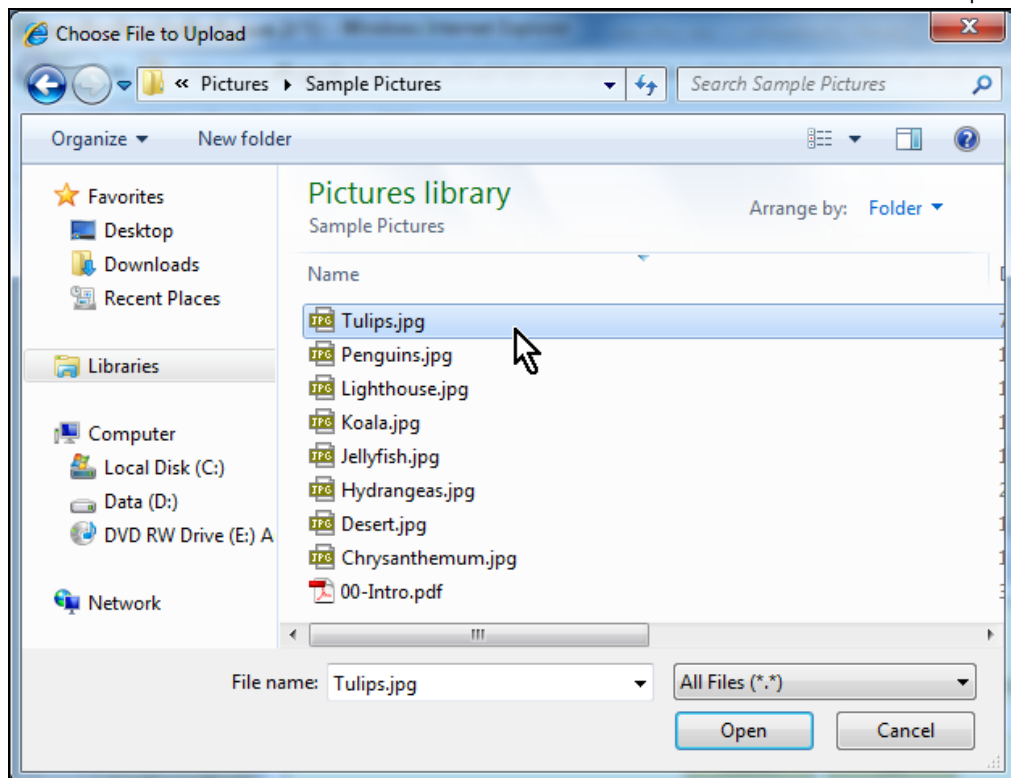 Choose File to Upload
« Pictures Sample Pictures
Search Sample Pictures
Organize New folder
Favorites
Desktop
Downloads
Recent Places
Libraries
Computer
Local Disk (C:)
Data (D:)
DVD RW Drive (E:) A
Network
Pictures library
Sample Pictures
Arrange by: Folder
Name
Tulips.jpg
Penguins.jpg
Lighthouse.jpg
Koala.jpg
Jellyfish.jpg
Hydrangeas.jpg
Desert.jpg
Chrysanthemum.jpg
00-Intro.pdf
File name: Tulips.jpg
All Files (*.*)
Open Cancel